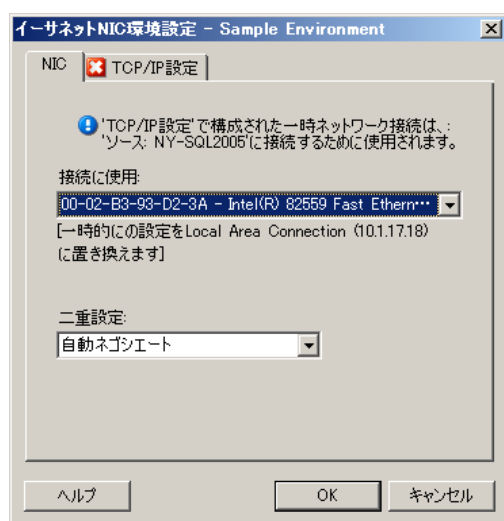 イーサネットNIC環境設定 - Sample Environment
NIC
TCP/IP設定
'TCP/IP設定'で構成された一時ネットワーク接続は、:
'ソース: NY-SQL2005'に接続するために使用されます。
接続に使用:
00-02-B3-93-D2-3A - Intel(R) 82559 Fast Ethern…
[一時的にの設定をLocal Area Connection (10.1.17.18)
に置き換えます]
二重設定:
自動ネゴシエート
ヘルプ
OK
キャンセル